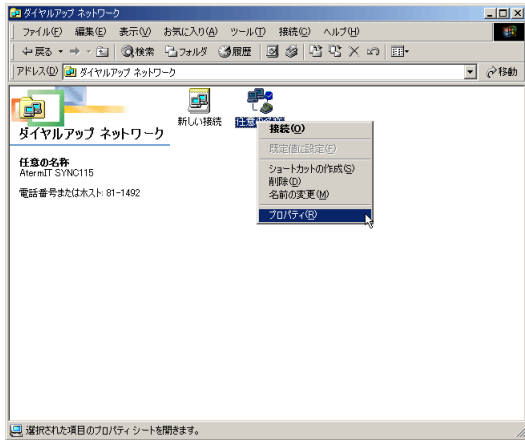 ダイヤルアップ ネットワーク
ファイル(F) 編集(E) 表示(V) お気に入り(A) ツール(T) 接続(C) ヘルプ(H)
戻る 検索 フォルダ 履歴
アドレス(D) ダイヤルアップ ネットワーク 移動
ダイヤルアップ ネットワーク
任意の名称
AtermIT SYNC115
電話番号またはホスト: 81-1492
新しい接続
接続(O)
既定値に設定(F)
ショートカットの作成(S)
削除(D)
名前の変更(M)
プロパティ(R)
選択された項目のプロパティ シートを開きます。